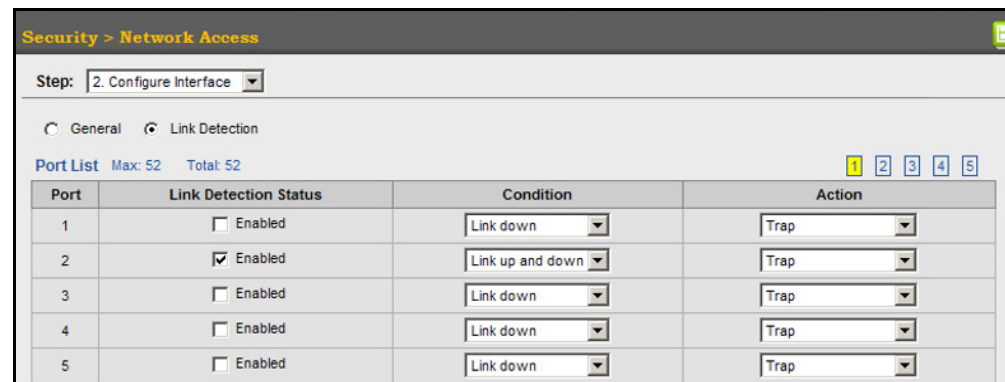 Security > Network Access
Step: 2. Configure Interface
General Link Detection
Port List Max: 52 Total: 52 1 2 3 4 5
Port Link Detection Status Condition Action
1 Enabled Link down Trap
2 Enabled Link up and down Trap
3 Enabled Link down Trap
4 Enabled Link down Trap
5 Enabled Link down Trap